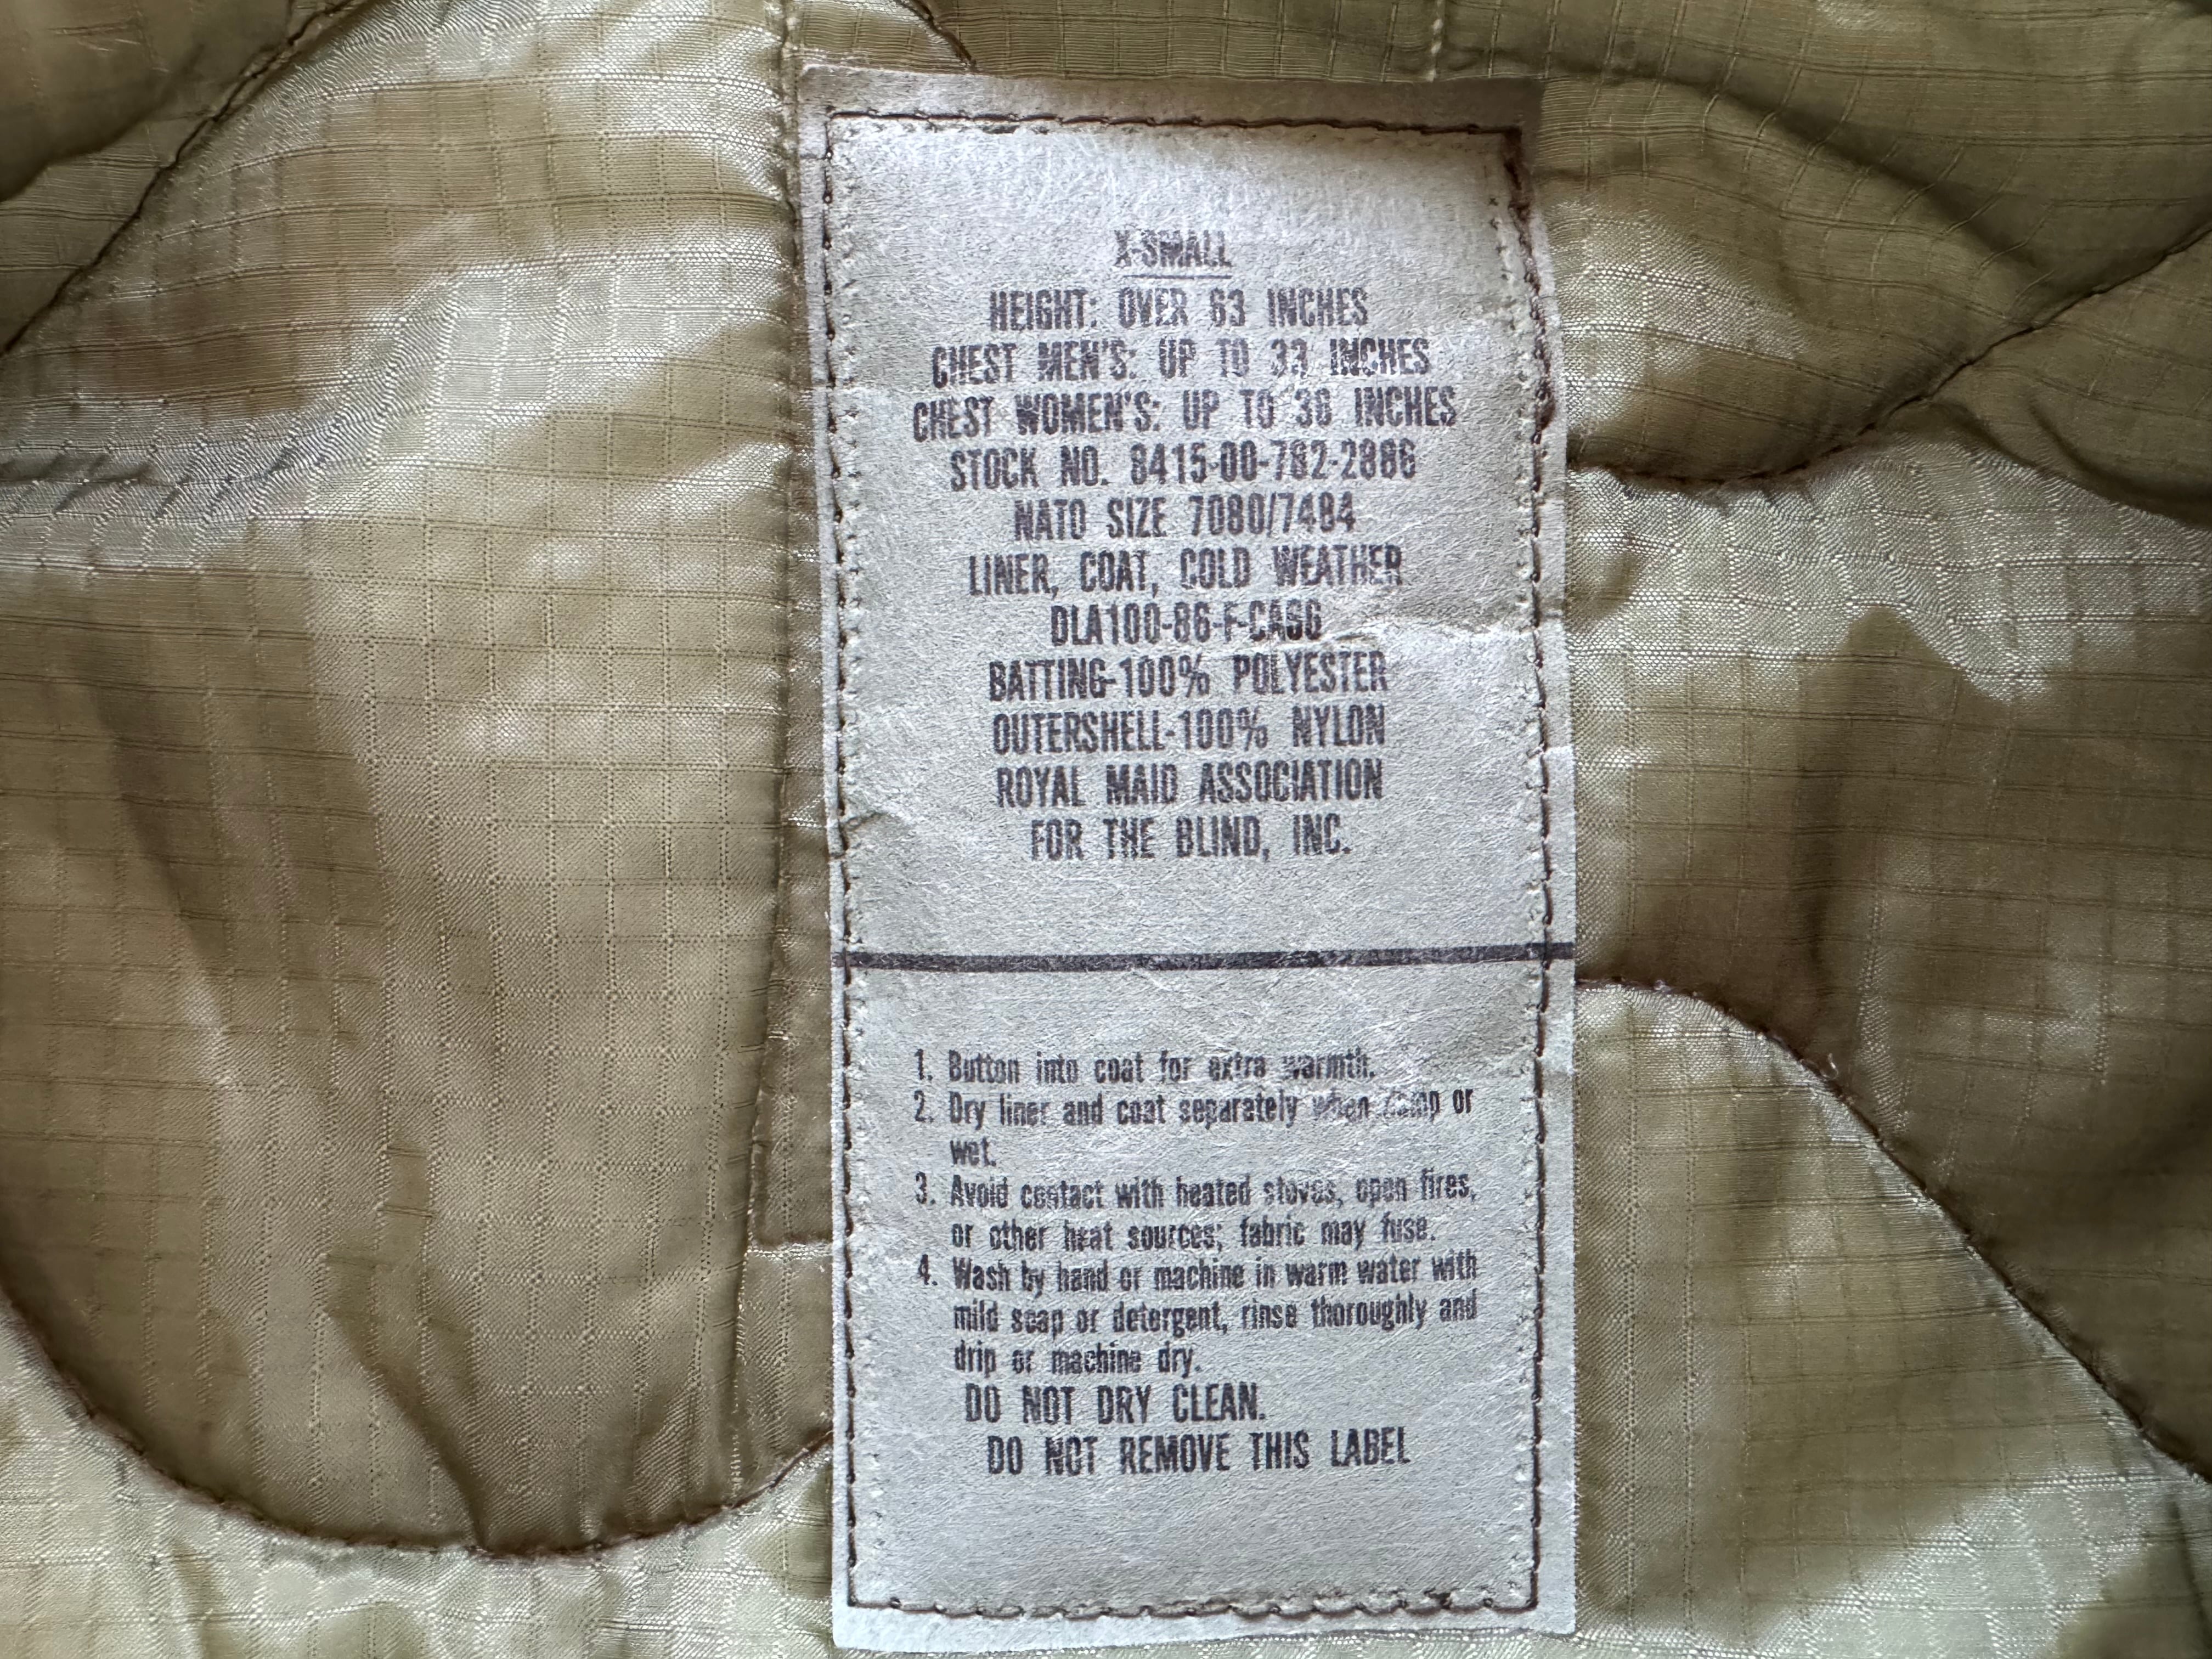 X-SMALL
HEIGHT: OVER 63 INCHES
CHEST MEN'S: UP TO 33 INCHES
CHEST WOMEN'S: UP TO 36 INCHES
STOCK NO. 8415-00-782-2886
NATO SIZE 7080/7484
LINER, COAT, COLD WEATHER
BATTING-100% POLYESTER
OUTERSHELL-100% NYLON
ROYAL MAID ASSOCIATION
FOR THE BLIND, INC.
1. Button into coat for extra warmth.
2. Dry liner and coat separately when damp or
wet.
3. Avoid contact with heated stoves, open fires,
or other heat sources; fabric may fuse.
4. Wash by hand or machine in warm water with
mild soap or detergent, rinse thoroughly and
drip or machine dry.
DO NOT DRY CLEAN.
DO NOT REMOVE THIS LABEL